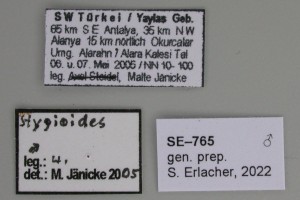 SW Türkei / Yaylas Geb.
65 km SE Antalya, 35 km NW
Alanya 15 km nörtlich Okurcalar
Umg. Alarahn? Alara Kalesi Tal
06. u. 07. Mai 2005 / NN 10-100
leg. Axel Steidel, Malte Jänicke
stygioides
♂
leg.: 4.
det.: M. Jänicke 2005
SE–765 ♂
gen. prep.
S. Erlacher, 2022